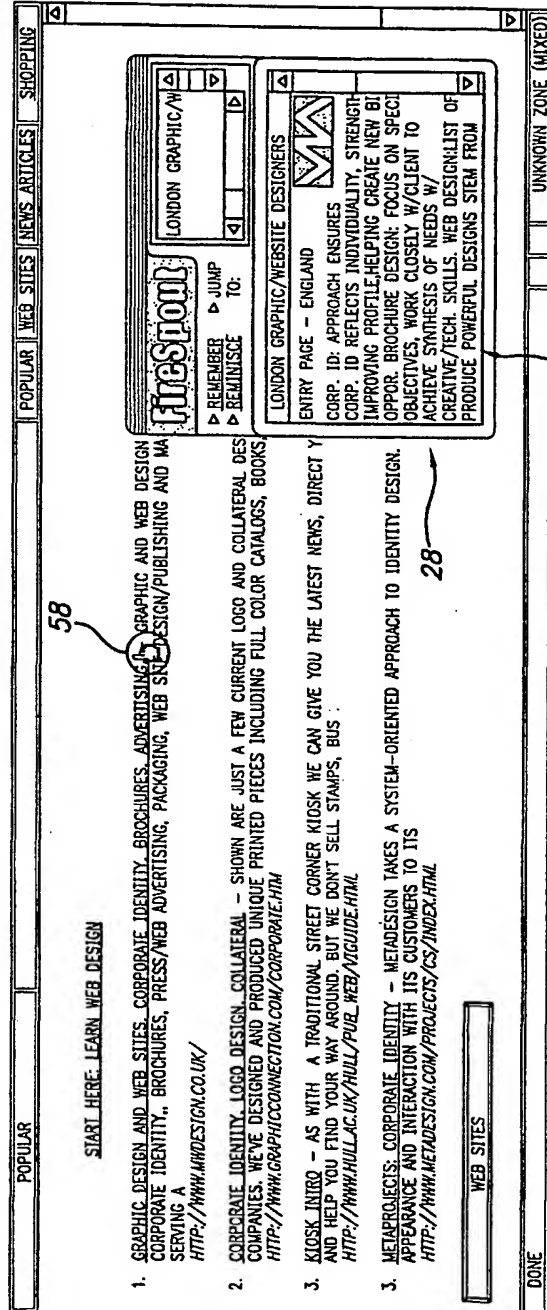 POPULAR
POPULAR WEB SITES NEWS ARTICLES SHOPPING
START HERE: LEARN WEB DESIGN
58
1. GRAPHIC DESIGN AND WEB SITES, CORPORATE IDENTITY, BROCHURES, ADVERTISING, - GRAPHIC AND WEB DESIGN
CORPORATE IDENTITY,, BROCHURES, PRESS/WEB ADVERTISING, PACKAGING, WEB SITE DESIGN/PUBLISHING AND MA
SERVING A
HTTP://WWW.MWDESIGN.CO.UK/
2. CORPORATE IDENTITY, LOGO DESIGN, COLLATERAL - SHOWN ARE JUST A FEW CURRENT LOGO AND COLLATERAL DES
COMPANIES. WE'VE DESIGNED AND PRODUCED UNIQUE PRINTED PIECES INCLUDING FULL COLOR CATALOGS, BOOKS,
HTTP://WWW.GRAPHICCONNECTION.COM/CORPORATE.HTM
3. KIOSK INTRO - AS WITH A TRADITIONAL STREET CORNER KIOSK WE CAN GIVE YOU THE LATEST NEWS, DIRECT Y
AND HELP YOU FIND YOUR WAY AROUND. BUT WE DON'T SELL STAMPS, BUS :
HTTP://WWW.HULL.AC.UK/HULL/PUB_WEB/VIGUIDE.HTML
3. METAPROJECTS: CORPORATE IDENTITY - METADESIGN TAKES A SYSTEM-ORIENTED APPROACH TO IDENTITY DESIGN.
APPEARANCE AND INTERACTION WITH ITS CUSTOMERS TO ITS
HTTP://WWW.METADESIGN.COM/PROJECTS/CS/INDEX.HTML
WEB SITES
FireSpout
REMEMBER JUMP
REMINISCE TO:
LONDON GRAPHIC/W
LONDON GRAPHIC/WEBSITE DESIGNERS
ENTRY PAGE - ENGLAND
CORP. ID: APPROACH ENSURES
CORP. ID REFLECTS INDIVIDUALITY, STRENGTH
IMPROVING PROFILE,HELPING CREATE NEW BI
OPPOR. BROCHURE DESIGN: FOCUS ON SPECI
OBJECTIVES, WORK CLOSELY W/CLIENT TO
ACHIEVE SYNTHESIS OF NEEDS W/
CREATIVE/TECH. SKILLS. WEB DESIGN:LIST OF
PRODUCE POWERFUL DESIGNS STEM FROM
28
DONE
UNKNOWN ZONE (MIXED)